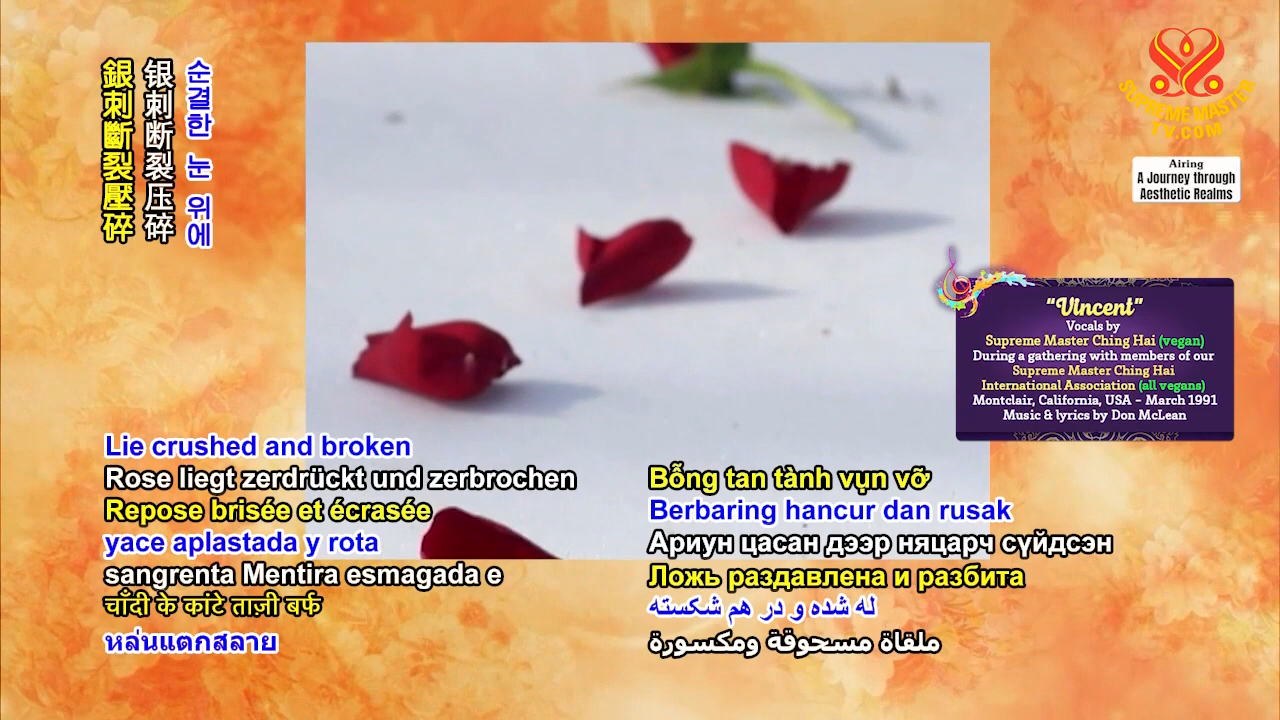 銀刺斷裂壓碎
银刺断裂压碎
순결한 눈 위에
SUPREME MASTER
TV.COM
Airing
A Journey through
Aesthetic Realms
"Vincent"
Vocals by
Supreme Master Ching Hai (vegan)
During a gathering with members of our
Supreme Master Ching Hai
International Association (all vegans)
Montclair, California, USA – March 1991
Music & lyrics by Don McLean
Lie crushed and broken
Rose liegt zerdrückt und zerbrochen
Repose brisée et écrasée
yace aplastada y rota
sangrenta Mentira esmagada e
चाँदी के कांटे ताज़ी बर्फ
หล่นแตกสลาย
Bỗng tan tành vụn vỡ
Berbaring hancur dan rusak
Ариун цасан дээр няцарч сүйдсэн
Ложь раздавлена и разбита
له شده و در هم شکسته
ملقاة مسحوقة ومكسورة